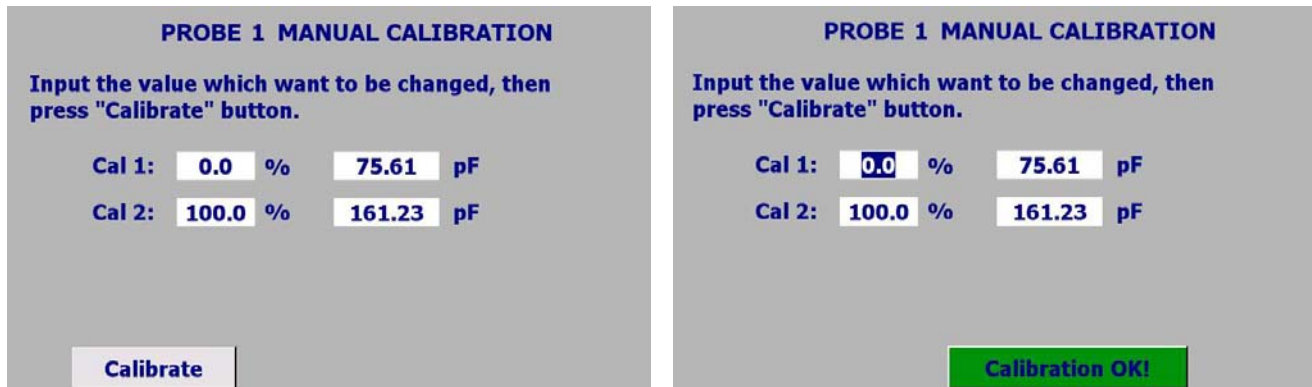 PROBE 1 MANUAL CALIBRATION
Input the value which want to be changed, then
press "Calibrate" button.
Cal 1: 0.0 % 75.61 pF
Cal 2: 100.0 % 161.23 pF
Calibrate
PROBE 1 MANUAL CALIBRATION
Input the value which want to be changed, then
press "Calibrate" button.
Cal 1: 0.0 % 75.61 pF
Cal 2: 100.0 % 161.23 pF
Calibration OK!